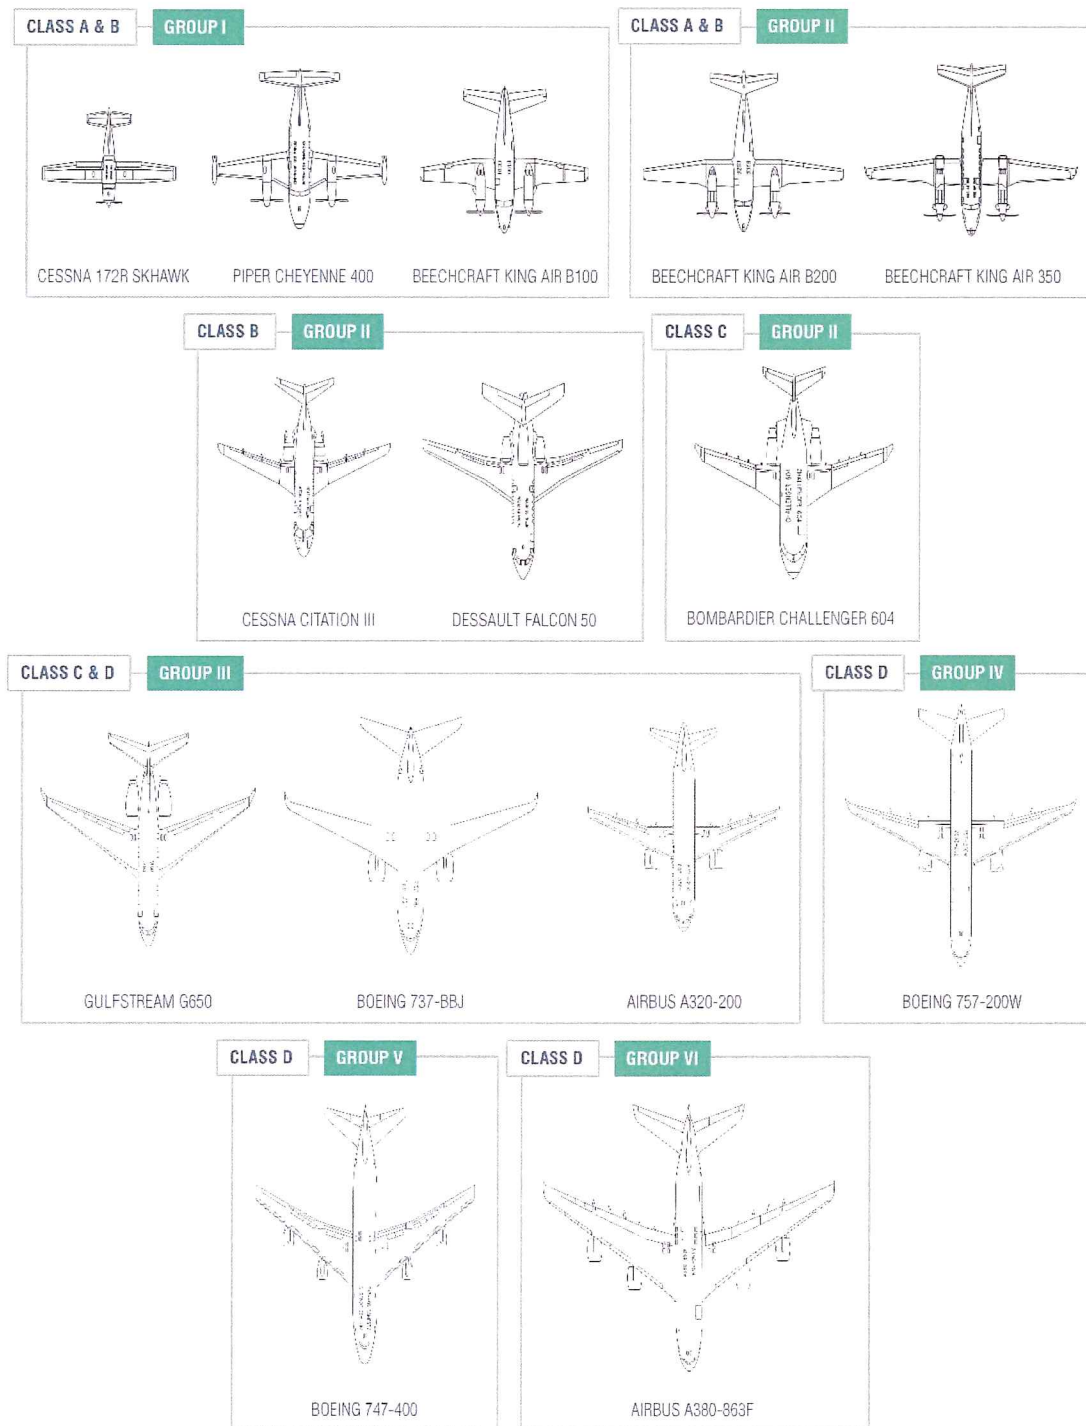 CLASS A & B GROUP I
CESSNA 172R SKHAWK PIPER CHEYENNE 400 BEECHCRAFT KING AIR B100
CLASS A & B GROUP II
BEECHCRAFT KING AIR B200 BEECHCRAFT KING AIR 350
CLASS B GROUP II
CESSNA CITATION III DESSAULT FALCON 50
CLASS C GROUP II
BOMBARDIER CHALLENGER 604
CLASS C & D GROUP III
GULFSTREAM G650 BOEING 737-BBJ AIRBUS A320-200
CLASS D GROUP IV
BOEING 757-200W
CLASS D GROUP V
BOEING 747-400
CLASS D GROUP VI
AIRBUS A380-863F